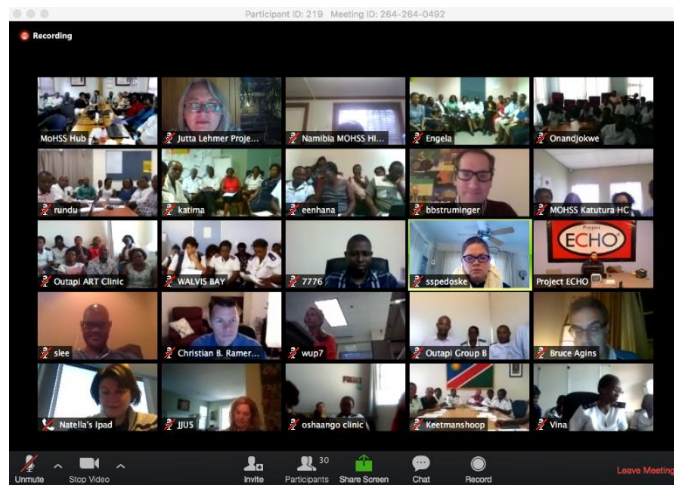 Participant ID: 219 Meeting ID: 264-264-0492
Recording
MoHSS Hub
Jutta Lehmer Proje...
Namibia MOHSS HI...
Engela
Onandjokwe
rundu
katima
eenhana
bbstruminger
MOHSS Katutura HC
Outapi ART Clinic
WALVIS BAY
7776
sspedoske
Project
ECHO
Project ECHO
slee
Christian B. Ramer...
wup7
Outapi Group B
Bruce Agins
Natella's Ipad
JJU5
oshaango clinic
Keetmanshoop
Vina
Unmute
Stop Video
Invite
Participants
30
Share Screen
Chat
Record
Leave Meeting